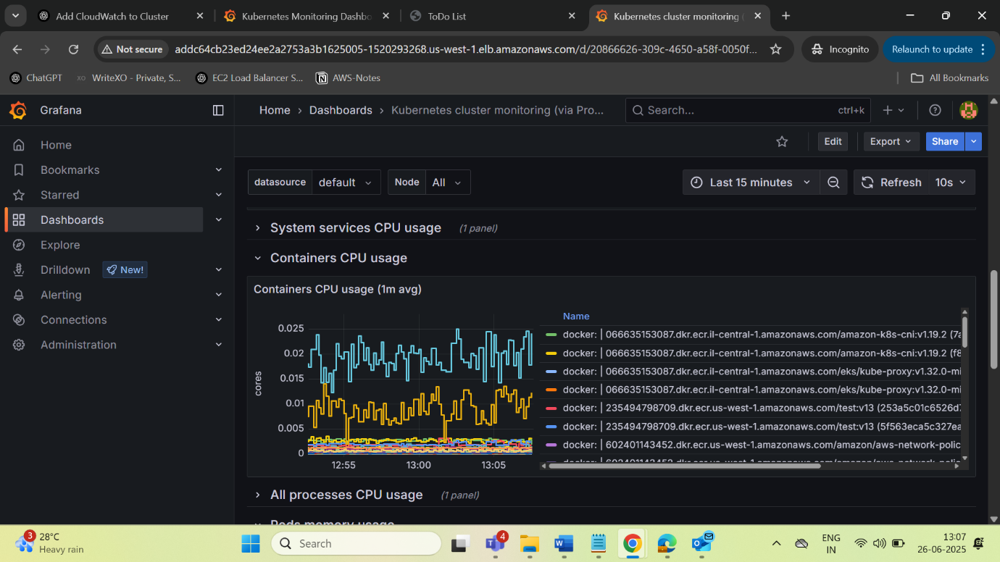 Add CloudWatch to Cluster
Kubernetes Monitoring Dashbo
ToDo List
Kubernetes cluster monitoring (
Not secure
addc64cb23ed24ee2a2753a3b1625005-1520293268.us-west-1.elb.amazonaws.com/d/20866626-309c-4650-a58f-0050f...
Incognito
Relaunch to update
ChatGPT
XO WriteXO - Private, S...
EC2 Load Balancer S...
AWS-Notes
All Bookmarks
Grafana
Home › Dashboards › Kubernetes cluster monitoring (via Pro...
Search...
ctrl+k
Edit
Export
Share
Home
Bookmarks
Starred
Dashboards
Explore
Drilldown
New!
Alerting
Connections
Administration
datasource
default
Node
All
Last 15 minutes
Refresh
10s
System services CPU usage (1 panel)
Containers CPU usage
Containers CPU usage (1m avg)
cores
0.025
0.02
0.015
0.01
0.005
0
12:55
13:00
13:05
Name
docker: | 066635153087.dkr.ecr.il-central-1.amazonaws.com/amazon-k8s-cni:v1.19.2 (7a
docker: | 066635153087.dkr.ecr.il-central-1.amazonaws.com/amazon-k8s-cni:v1.19.2 (f8
docker: | 066635153087.dkr.ecr.il-central-1.amazonaws.com/eks/kube-proxy:v1.32.0-mi
docker: | 066635153087.dkr.ecr.il-central-1.amazonaws.com/eks/kube-proxy:v1.32.0-mi
docker: | 235494798709.dkr.ecr.us-west-1.amazonaws.com/test:v13 (253a5c01c6526d7
docker: | 235494798709.dkr.ecr.us-west-1.amazonaws.com/test:v13 (5f563eca5c327ea
docker: | 602401143452.dkr.ecr.us-west-1.amazonaws.com/amazon/aws-network-polic
All processes CPU usage (1 panel)
Pods memory usage
3
28°C
Heavy rain
Search
4
ENG
IN
13:07
26-06-2025